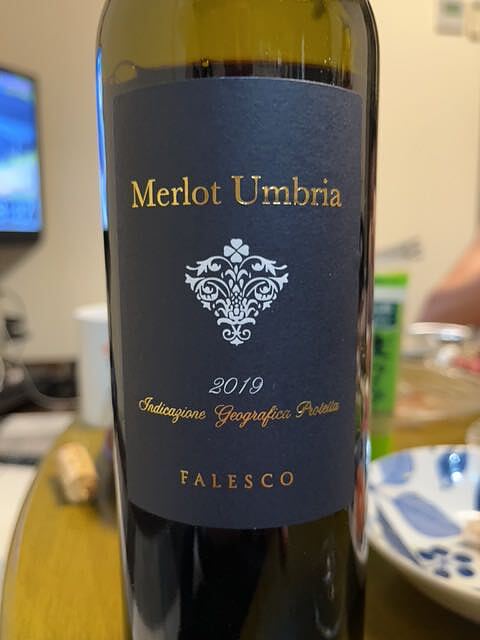 Merlot Umbria
2019
Indicazione Geografica Protetta
FALESCO